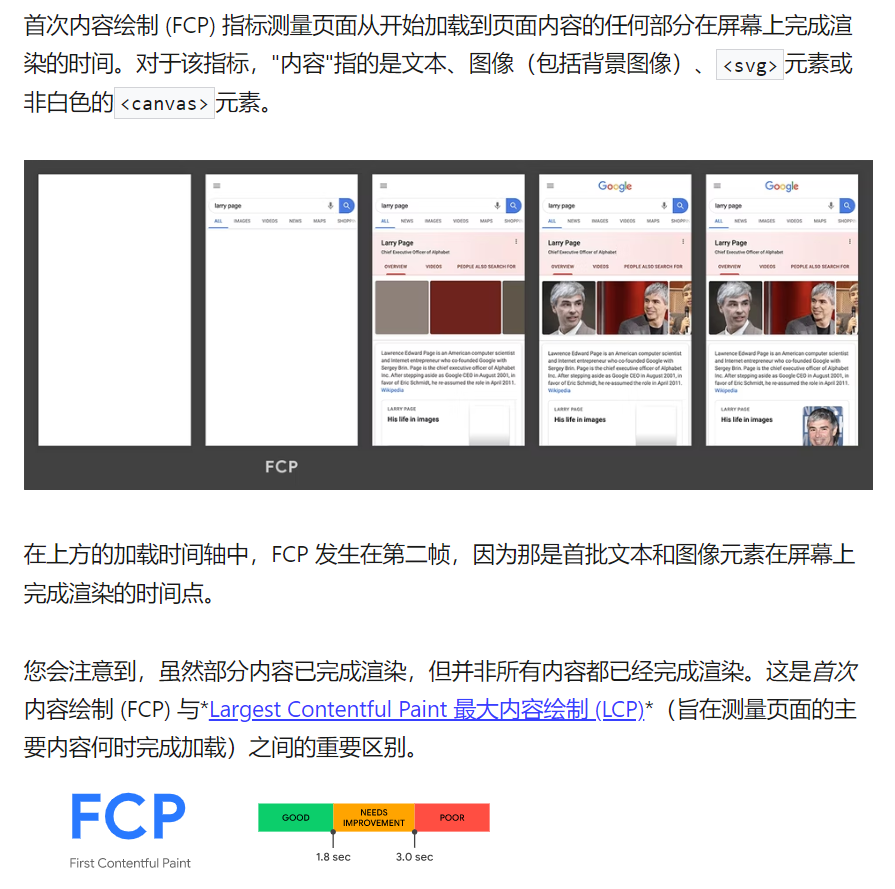 首次内容绘制 (FCP) 指标测量页面从开始加载到页面内容的任何部分在屏幕上完成渲
染的时间。对于该指标，"内容"指的是文本、图像（包括背景图像）、<svg>元素或
非白色的<canvas>元素。
larry page
ALL IMAGES VIDEOS NEWS MAPS SHOPPI
larry page
ALL NEWS IMAGES VIDEOS MAPS SHOPPI
Larry Page
Chief Executive Officer of Alphabet
OVERVIEW VIDEOS PEOPLE ALSO SEARCH FOR
Lawrence Edward Page is an American computer scientist
and Internet entrepreneur who co-founded Google with
Sergey Brin. Page is the chief executive officer of Alphabet
Inc. After stepping aside as Google CEO in August 2001, in
favor of Eric Schmidt, he re-assumed the role in April 2011.
Wikipedia
LARRY PAGE
His life in images
Google
larry page
ALL NEWS IMAGES VIDEOS MAPS SHOPPI
Larry Page
Chief Executive Officer of Alphabet
OVERVIEW VIDEOS PEOPLE ALSO SEARCH FOR
Lawrence Edward Page is an American computer scientist
and Internet entrepreneur who co-founded Google with
Sergey Brin. Page is the chief executive officer of Alphabet
Inc. After stepping aside as Google CEO in August 2001, in
favor of Eric Schmidt, he re-assumed the role in April 2011.
Wikipedia
LARRY PAGE
His life in images
Google
larry page
ALL NEWS IMAGES VIDEOS MAPS SHOPPI
Larry Page
Chief Executive Officer of Alphabet
OVERVIEW VIDEOS PEOPLE ALSO SEARCH FOR
Lawrence Edward Page is an American computer scientist
and Internet entrepreneur who co-founded Google with
Sergey Brin. Page is the chief executive officer of Alphabet
Inc. After stepping aside as Google CEO in August 2001, in
favor of Eric Schmidt, he re-assumed the role in April 2011.
Wikipedia
LARRY PAGE
His life in images
FCP
在上方的加载时间轴中，FCP 发生在第二帧，因为那是首批文本和图像元素在屏幕上
完成渲染的时间点。
您会注意到，虽然部分内容已完成渲染，但并非所有内容都已经完成渲染。这是首次
内容绘制 (FCP) 与*Largest Contentful Paint 最大内容绘制 (LCP)*（旨在测量页面的主
要内容何时完成加载）之间的重要区别。
FCP
First Contentful Paint
GOOD
NEEDS
IMPROVEMENT
POOR
1.8 sec
3.0 sec